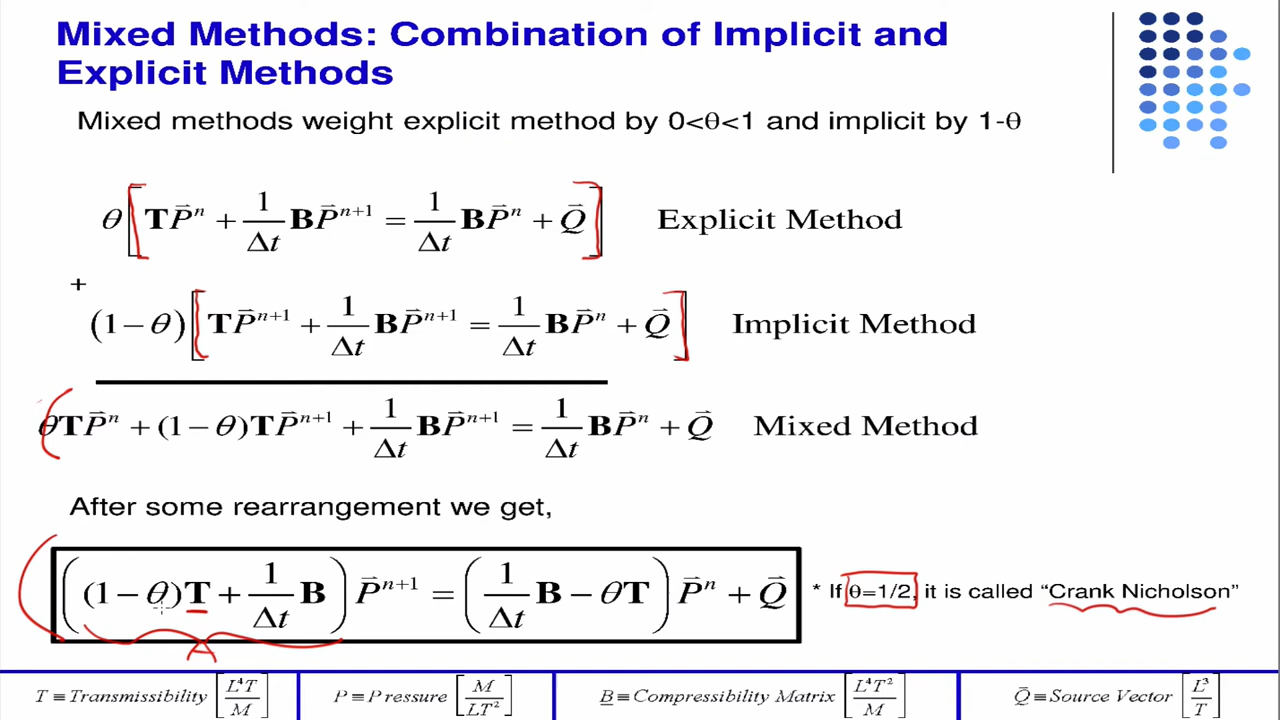 Mixed Methods: Combination of Implicit and
Explicit Methods
Mixed methods weight explicit method by 0<θ<1 and implicit by 1-θ
θ[TP⃗ⁿ + 1/Δt BP⃗ⁿ⁺¹ = 1/Δt BP⃗ⁿ + Q⃗] Explicit Method
+
(1−θ)[TP⃗ⁿ⁺¹ + 1/Δt BP⃗ⁿ⁺¹ = 1/Δt BP⃗ⁿ + Q⃗] Implicit Method
θTP⃗ⁿ + (1−θ)TP⃗ⁿ⁺¹ + 1/Δt BP⃗ⁿ⁺¹ = 1/Δt BP⃗ⁿ + Q⃗ Mixed Method
After some rearrangement we get,
((1−θ)T + 1/Δt B) P⃗ⁿ⁺¹ = (1/Δt B − θT) P⃗ⁿ + Q⃗ * If θ=1/2, it is called “Crank Nicholson”
A
T ≡ Transmissibility [L⁴T/M] P ≡ Pressure [M/LT²] B ≡ Compressibility Matrix [L⁴T²/M] Q⃗ ≡ Source Vector [L³/T]